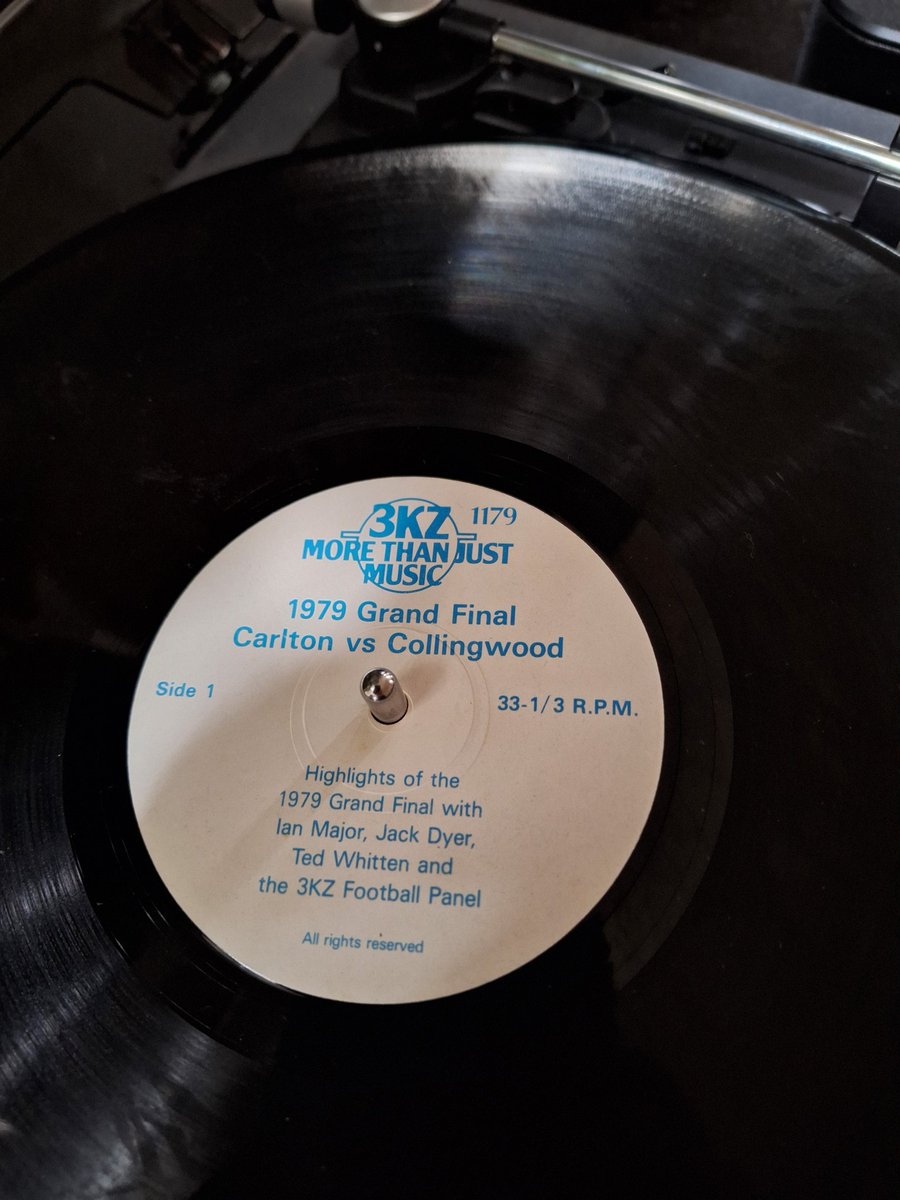 3KZ 1179
MORE THAN JUST
MUSIC
1979 Grand Final
Carlton vs Collingwood
Side 1
33-1/3 R.P.M.
Highlights of the
1979 Grand Final with
Ian Major, Jack Dyer,
Ted Whitten and
the 3KZ Football Panel
All rights reserved